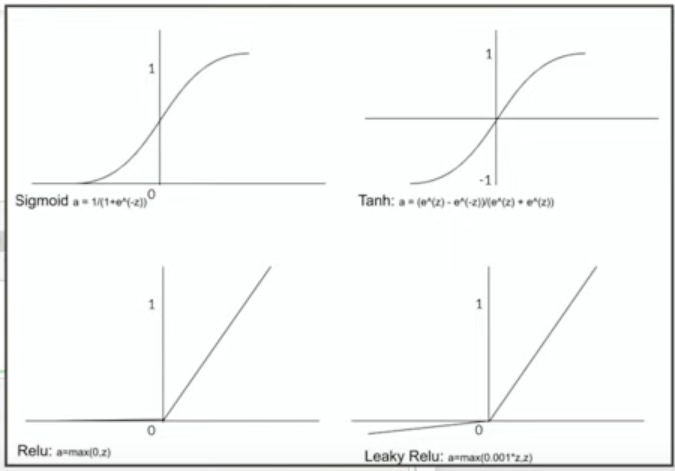 1
0
Sigmoid a = 1/(1+e^(-z))
1
-1
Tanh: a = (e^(z) - e^(-z))/(e^(z) + e^(z))
1
0
Relu: a=max(0,z)
1
0
Leaky Relu: a=max(0.001*z,z)